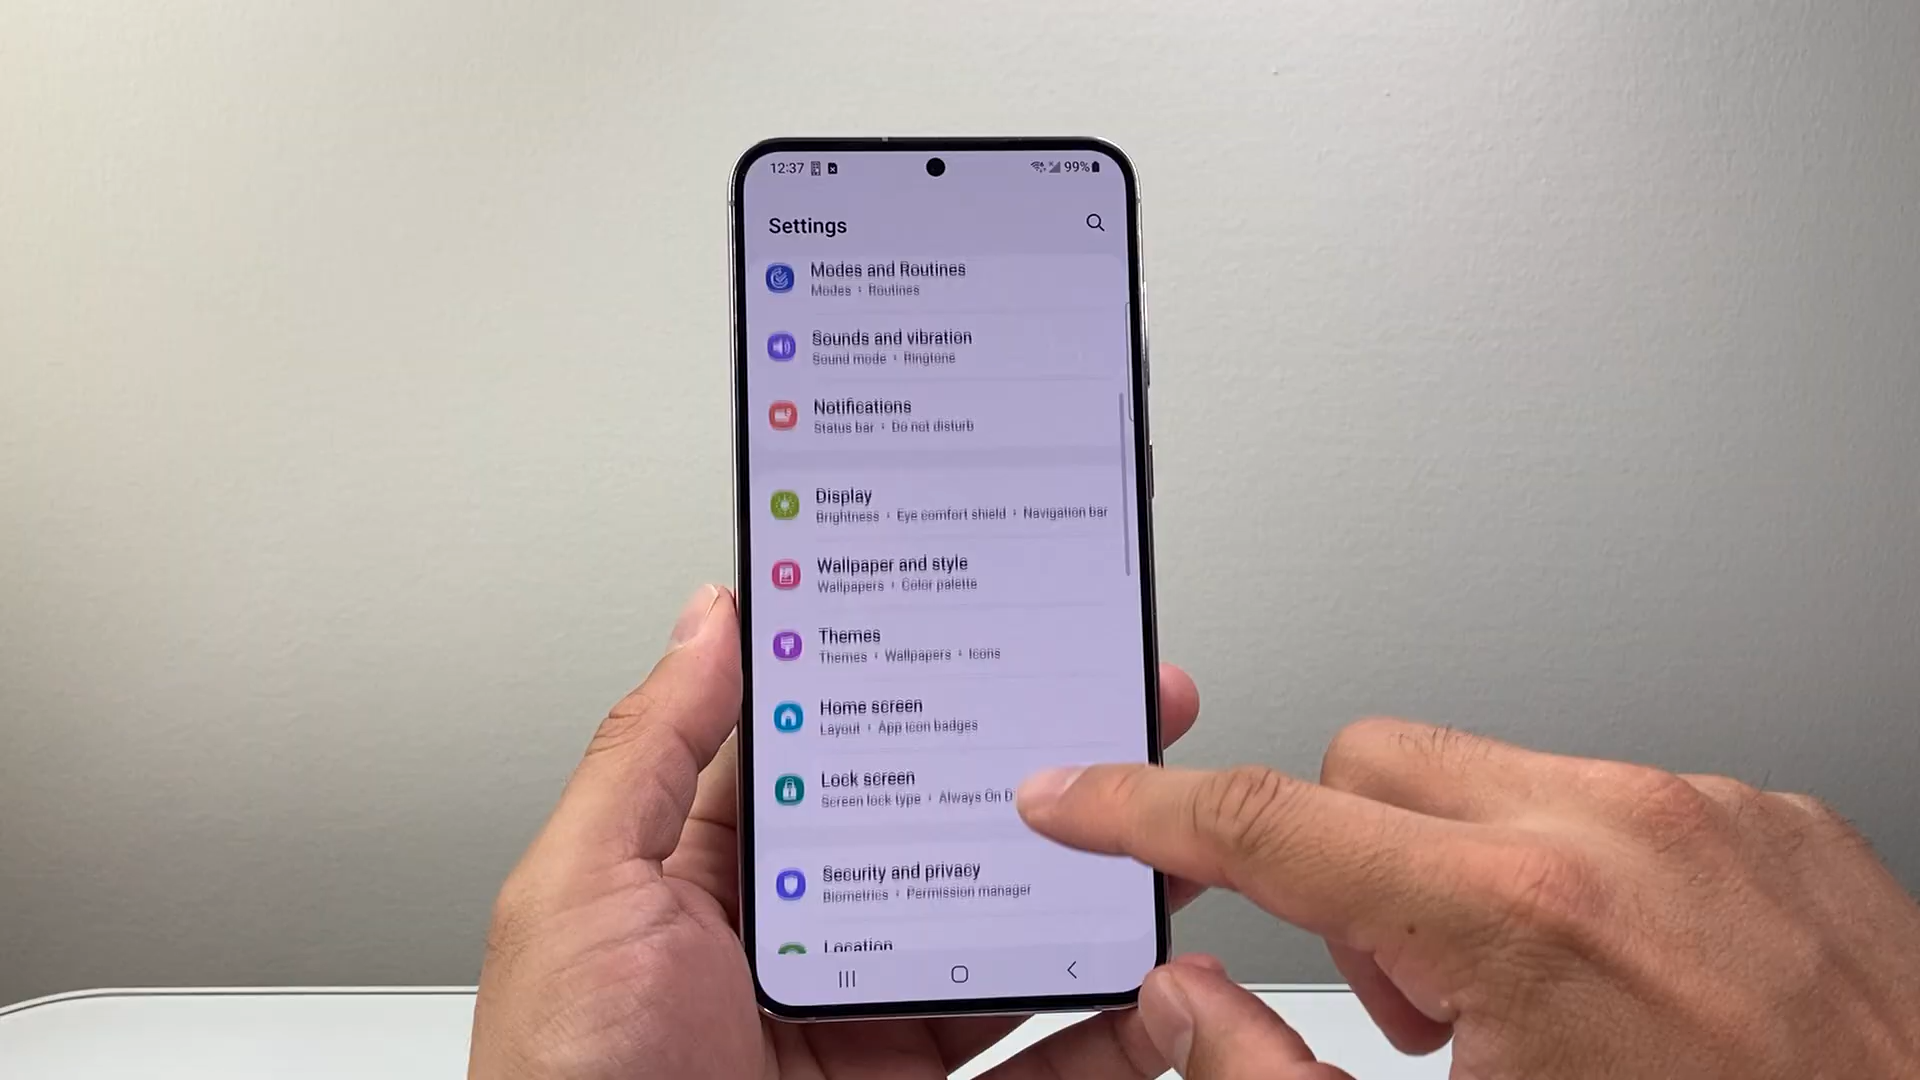 12:37 99%
Settings
Modes and Routines
Modes • Routines
Sounds and vibration
Sound mode • Ringtone
Notifications
Status bar • Do not disturb
Display
Brightness • Eye comfort shield • Navigation bar
Wallpaper and style
Wallpapers • Color palette
Themes
Themes • Wallpapers • Icons
Home screen
Layout • App icon badges
Lock screen
Screen lock type • Always On D
Security and privacy
Biometrics • Permission manager
Location